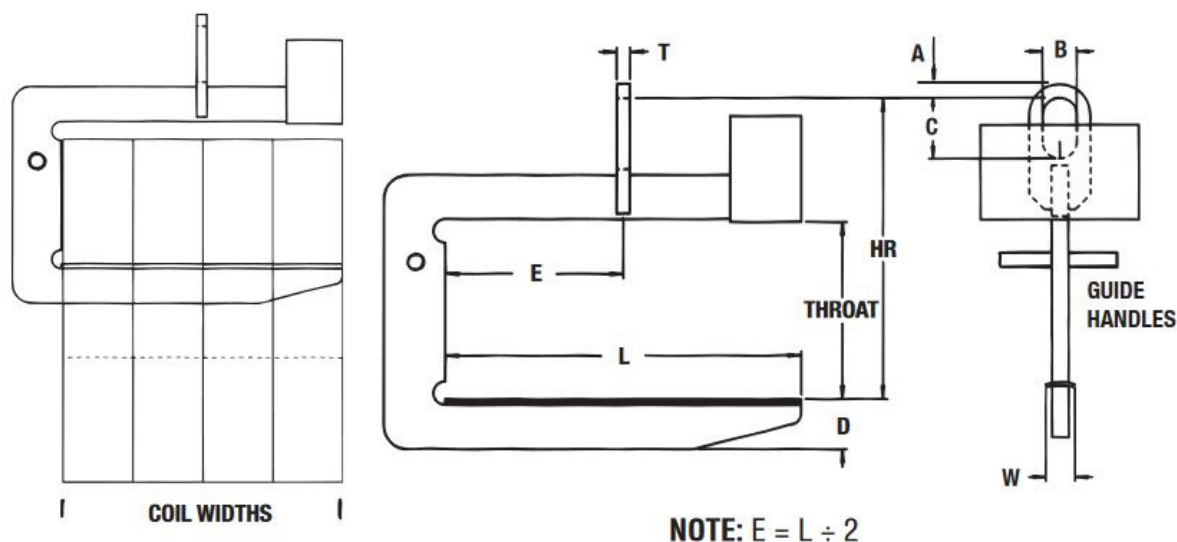 T
A
B
C
HR
E
THROAT
GUIDE
HANDLES
L
D
W
COIL WIDTHS
NOTE: E = L ÷ 2